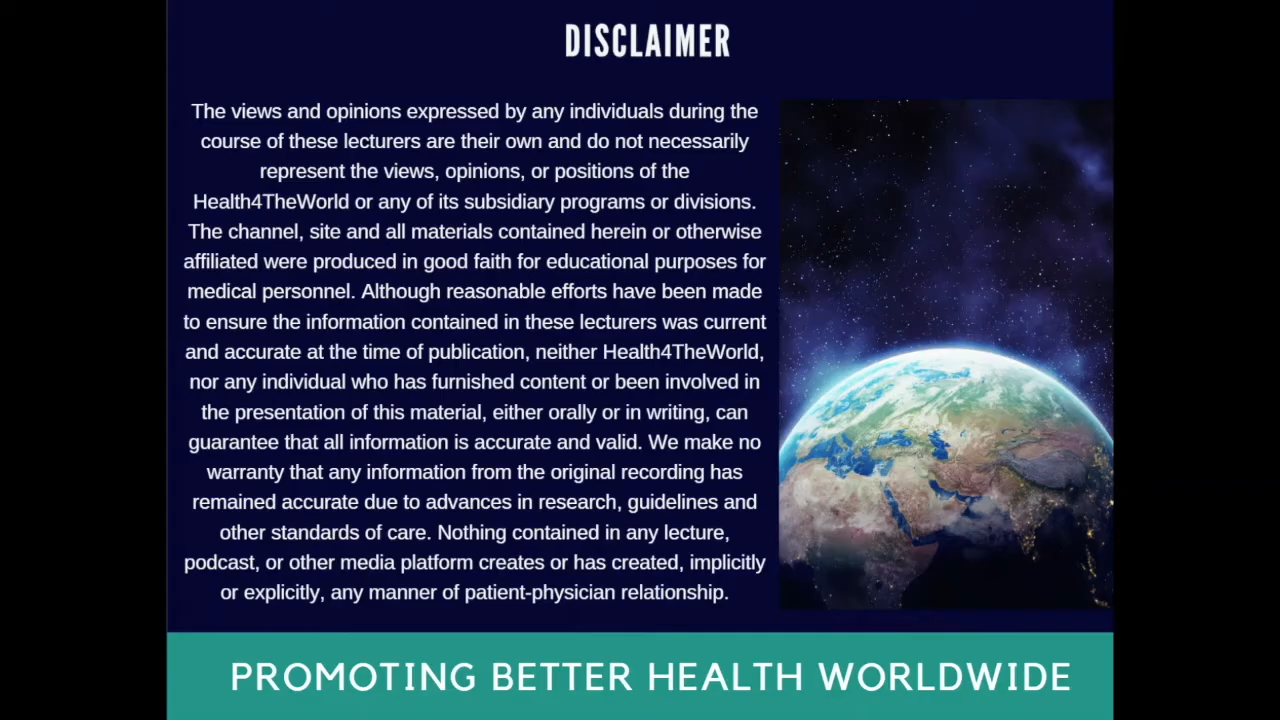 DISCLAIMER
The views and opinions expressed by any individuals during the
course of these lecturers are their own and do not necessarily
represent the views, opinions, or positions of the
Health4TheWorld or any of its subsidiary programs or divisions.
The channel, site and all materials contained herein or otherwise
affiliated were produced in good faith for educational purposes for
medical personnel. Although reasonable efforts have been made
to ensure the information contained in these lecturers was current
and accurate at the time of publication, neither Health4TheWorld,
nor any individual who has furnished content or been involved in
the presentation of this material, either orally or in writing, can
guarantee that all information is accurate and valid. We make no
warranty that any information from the original recording has
remained accurate due to advances in research, guidelines and
other standards of care. Nothing contained in any lecture,
podcast, or other media platform creates or has created, implicitly
or explicitly, any manner of patient-physician relationship.
PROMOTING BETTER HEALTH WORLDWIDE